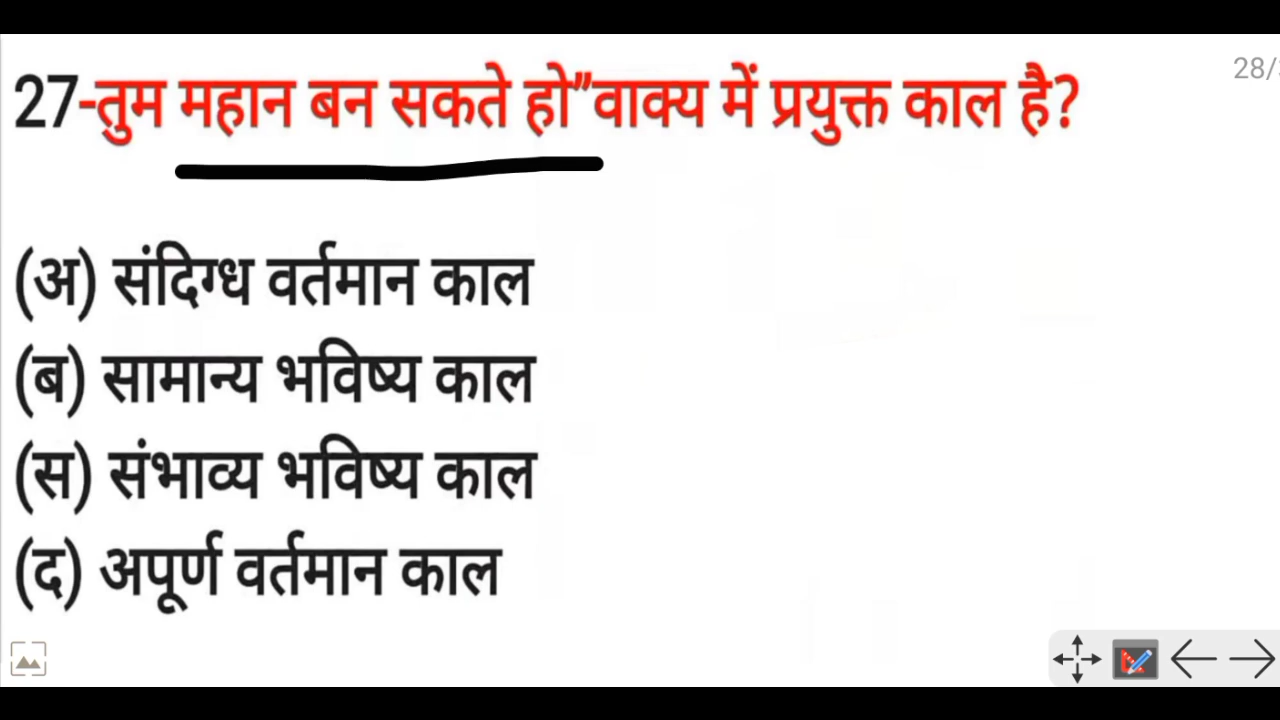 28/
27-तुम महान बन सकते हो”वाक्य में प्रयुक्त काल है?
(अ) संदिग्ध वर्तमान काल
(ब) सामान्य भविष्य काल
(स) संभाव्य भविष्य काल
(द) अपूर्ण वर्तमान काल